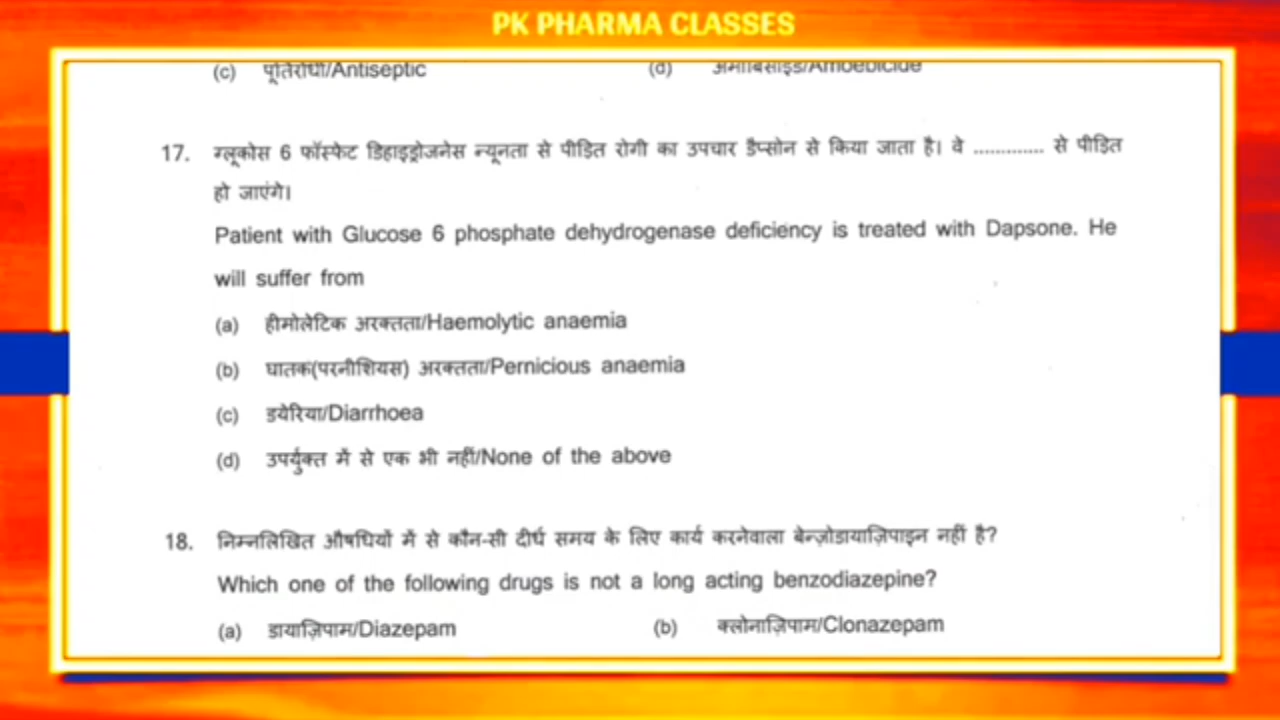 PK PHARMA CLASSES
(c) पूतिरोधी/Antiseptic (d) अमीबिसाइड/Amoebicide
17. ग्लूकोस 6 फॉस्फेट डिहाइड्रोजनेस न्यूनता से पीड़ित रोगी का उपचार डैप्सोन से किया जाता है। वे ............. से पीड़ित
हो जाएंगे।
Patient with Glucose 6 phosphate dehydrogenase deficiency is treated with Dapsone. He
will suffer from
(a) हीमोलेटिक अरक्तता/Haemolytic anaemia
(b) घातक(परनीशियस) अरक्तता/Pernicious anaemia
(c) डयेरिया/Diarrhoea
(d) उपर्युक्त में से एक भी नहीं/None of the above
18. निम्नलिखित औषधियों में से कौन-सी दीर्घ समय के लिए कार्य करनेवाला बेन्ज़ोडायाज़िपाइन नहीं है?
Which one of the following drugs is not a long acting benzodiazepine?
(a) डायाज़िपाम/Diazepam (b) क्लोनाज़िपाम/Clonazepam